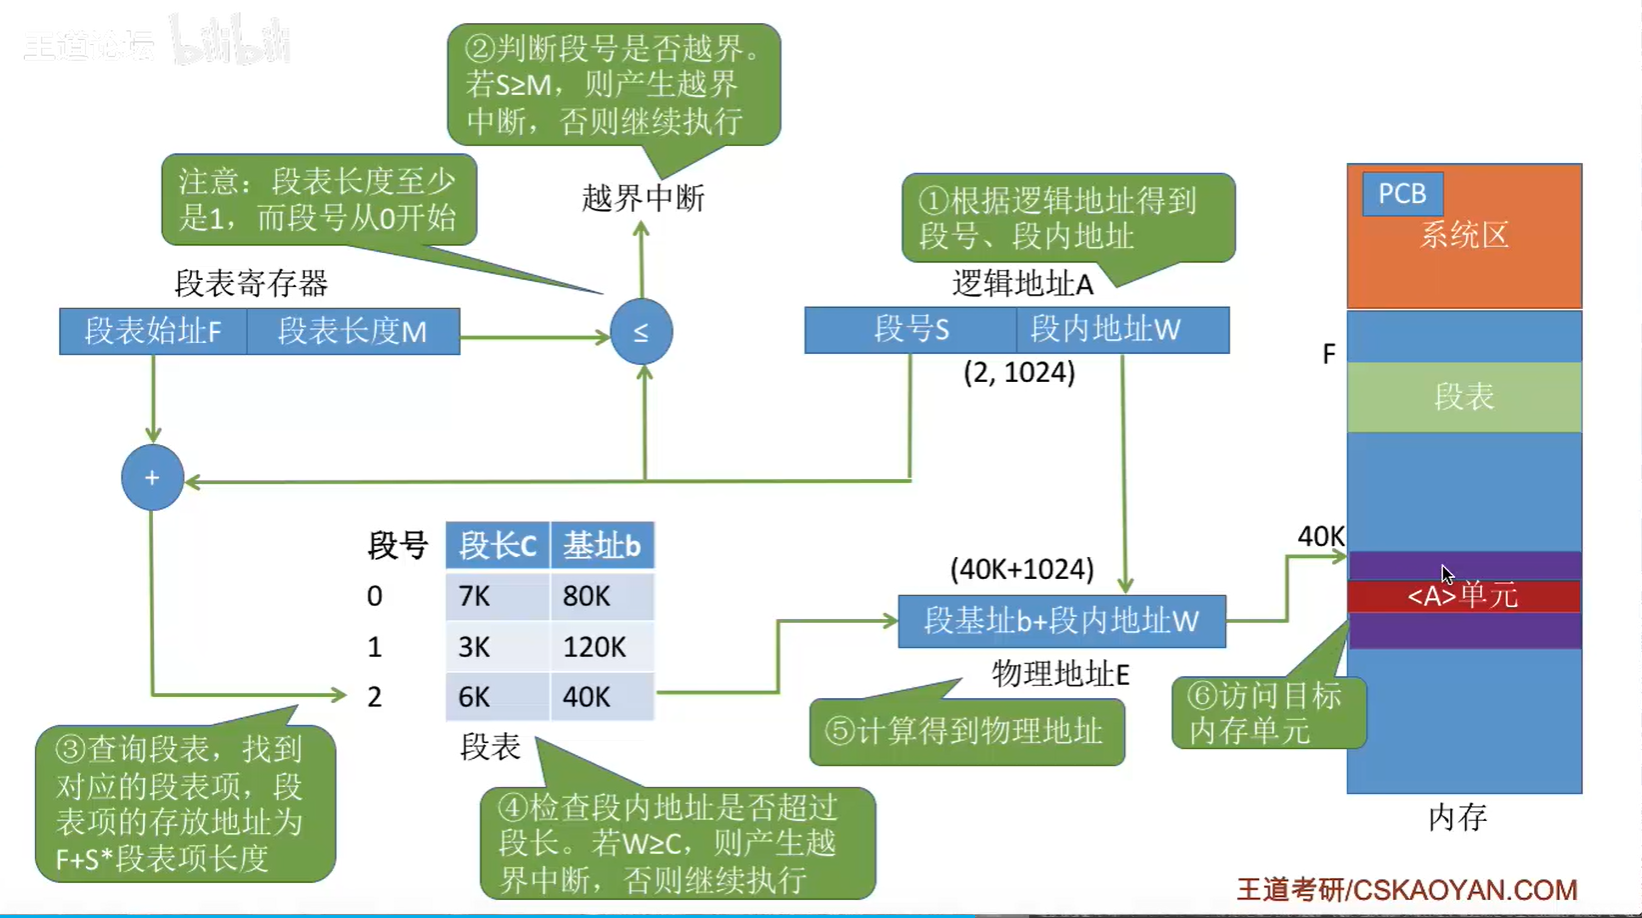 王道论坛 bilibili
②判断段号是否越界。
若S≥M，则产生越界
中断，否则继续执行
注意：段表长度至少
是1，而段号从0开始
越界中断
①根据逻辑地址得到
段号、段内地址
PCB
系统区
段表寄存器
逻辑地址A
段表始址F
段表长度M
≤
段号S
段内地址W
(2, 1024)
F
段表
+
40K
段号
段长C
基址b
(40K+1024)
0
7K
80K
<A>单元
段基址b+段内地址W
1
3K
120K
物理地址E
2
6K
40K
⑥访问目标
内存单元
⑤计算得到物理地址
段表
③查询段表，找到
对应的段表项，段
表项的存放地址为
F+S*段表项长度
④检查段内地址是否超过
段长。若W≥C，则产生越
界中断，否则继续执行
内存
王道考研/CSKAOYAN.COM